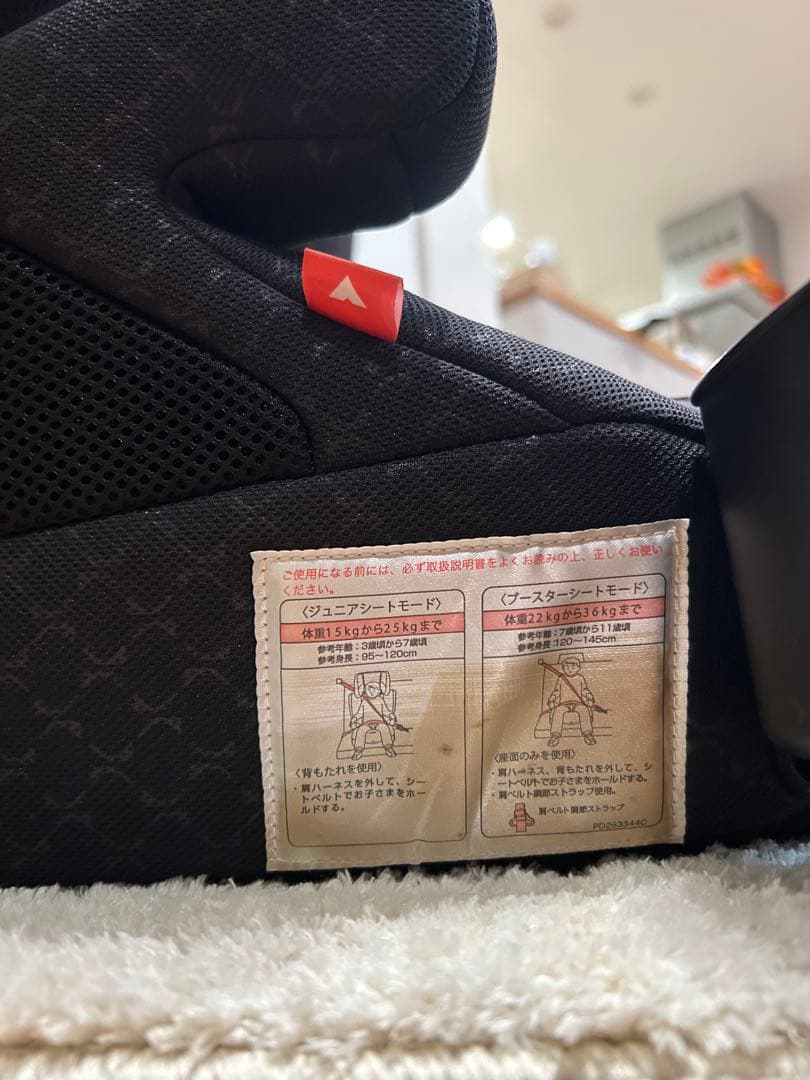 ご使用になる前には、必ず取扱説明書をよくお読みの上、正しくお使い
ください。
〈ジュニアシートモード〉
体重15kgから25kgまで
参考年齢:3歳頃から7歳頃
参考身長:95〜120cm
〈背もたれを使用〉
・肩ハーネスを外して、シー
トベルトでお子さまをホー
ルドする。
〈ブースターシートモード〉
体重22kgから36kgまで
参考年齢:7歳頃から11歳頃
参考身長:120〜145cm
〈座面のみを使用〉
・肩ハーネス、背もたれを外して、シ
ートベルトでお子さまをホールドする。
・肩ベルト調節ストラップ使用。
肩ベルト調節ストラップ
PD263344C